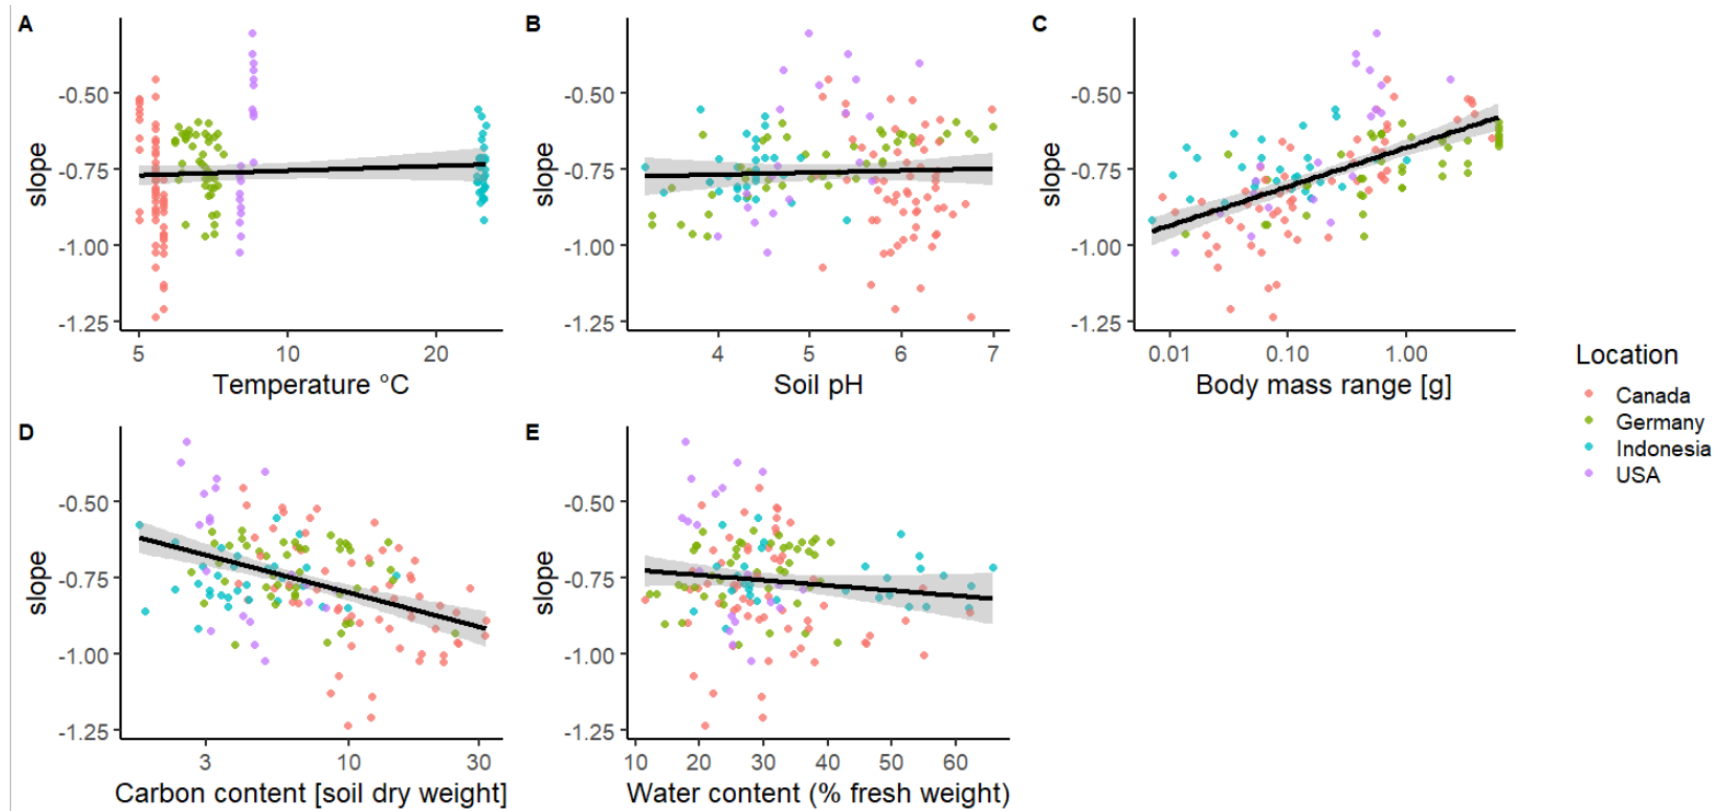 A
slope
-0.50
-0.75
-1.00
-1.25
5
10
20
Temperature °C
B
slope
-0.50
-0.75
-1.00
-1.25
4
5
6
7
Soil pH
C
slope
-0.50
-0.75
-1.00
-1.25
0.01
0.10
1.00
Body mass range [g]
D
slope
-0.50
-0.75
-1.00
-1.25
3
10
30
Carbon content [soil dry weight]
E
slope
-0.50
-0.75
-1.00
-1.25
10
20
30
40
50
60
Water content (% fresh weight)
Location
Canada
Germany
Indonesia
USA